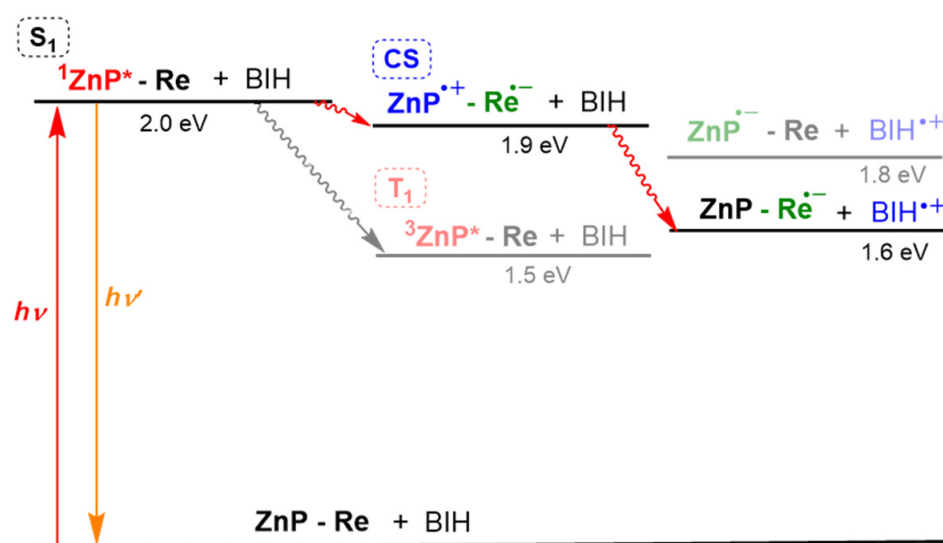 S₁
¹ZnP* - Re + BIH
2.0 eV
CS
ZnP•⁺ - Re•⁻ + BIH
1.9 eV
ZnP•⁻ - Re + BIH•⁺
1.8 eV
T₁
³ZnP* - Re + BIH
1.5 eV
ZnP - Re•⁻ + BIH•⁺
1.6 eV
hν
hν'
ZnP - Re + BIH